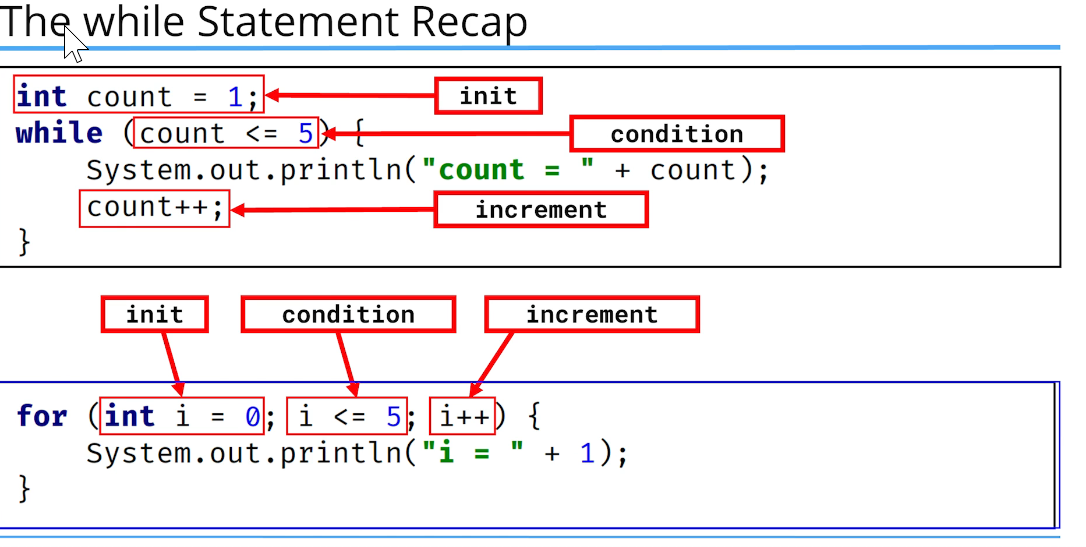 The while Statement Recap
int count = 1;
init
while (count <= 5) {
condition
System.out.println("count = " + count);
count++;
increment
}
init condition increment
for (int i = 0; i <= 5; i++) {
System.out.println("i = " + 1);
}